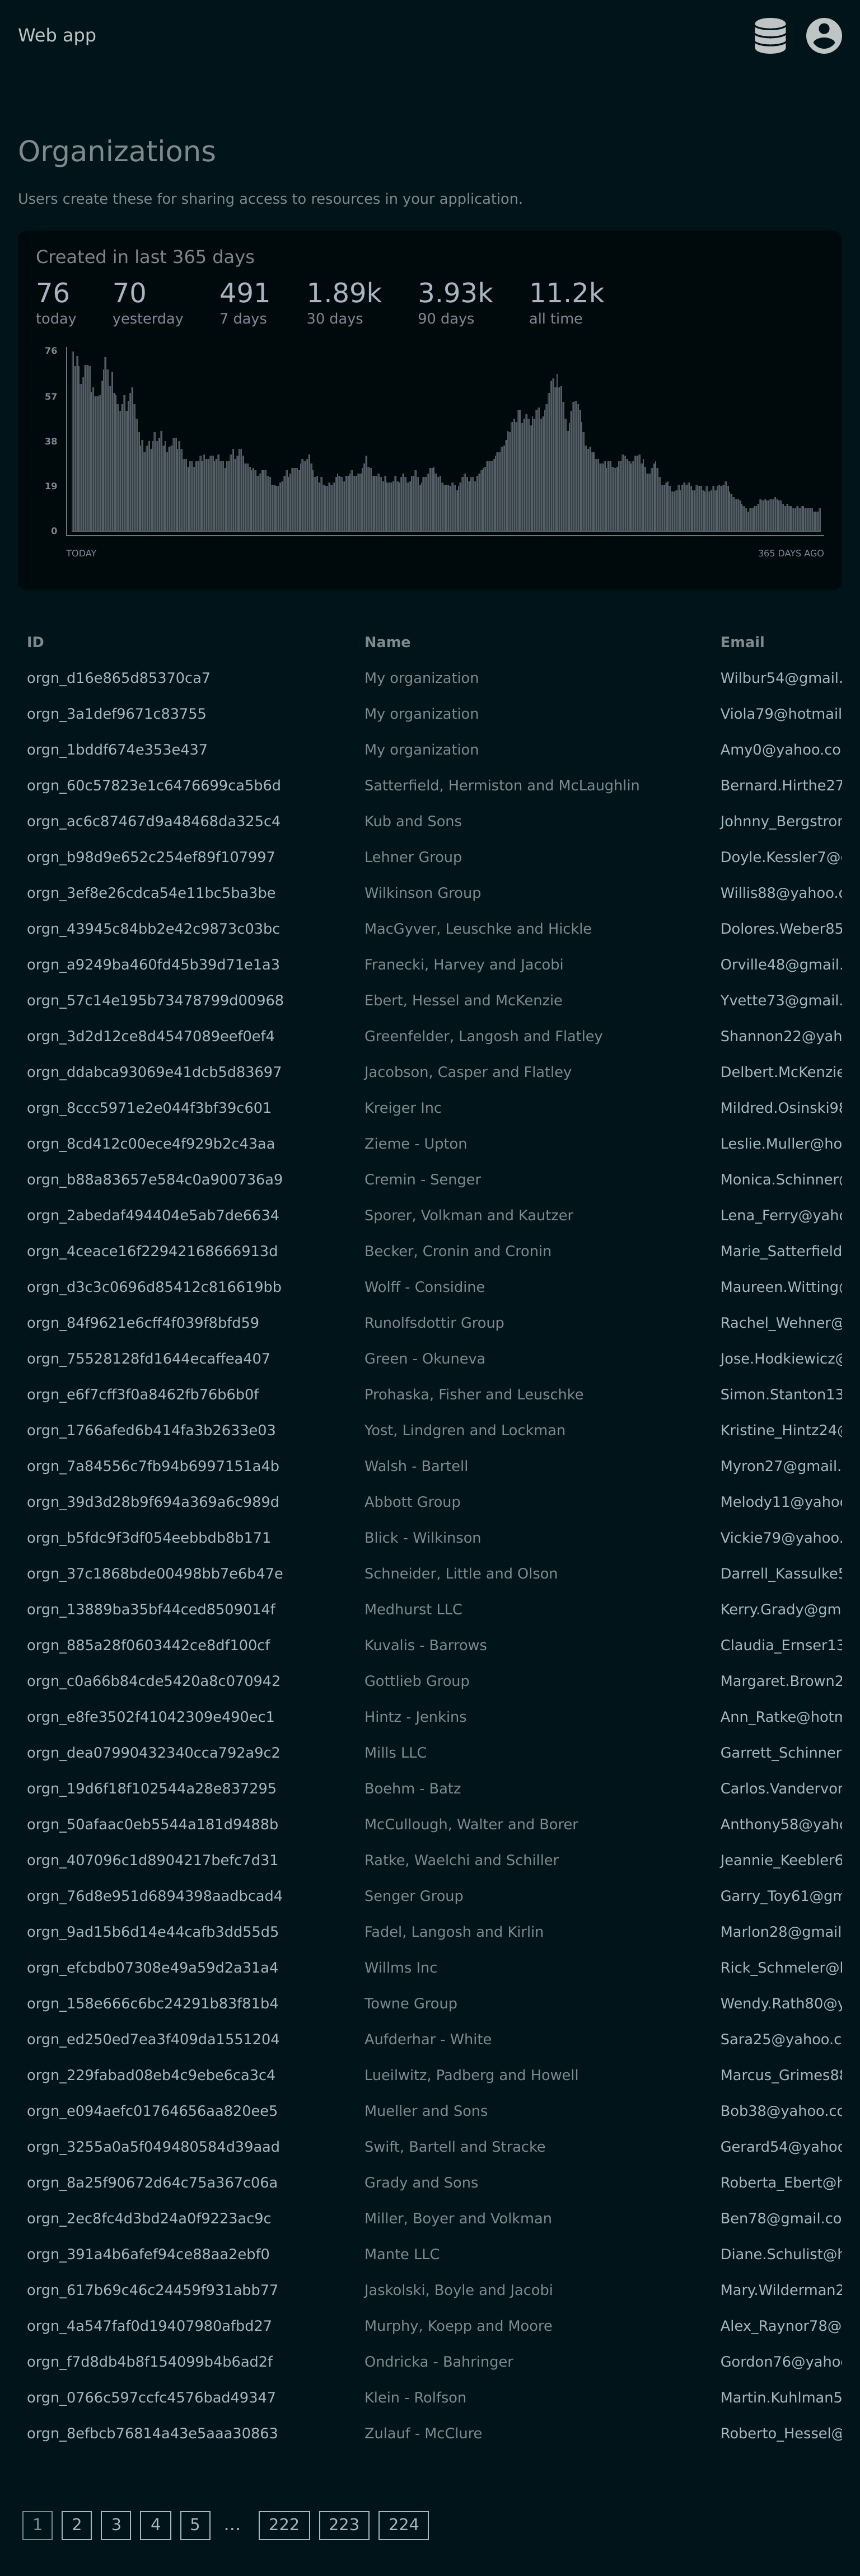 Web app
Organizations
Users create these for sharing access to resources in your application.
Created in last 365 days
76 70 491 1.89k 3.93k 11.2k
today yesterday 7 days 30 days 90 days all time
76
57
38
19
0
TODAY 365 DAYS AGO
ID Name Email
orgn_d16e865d85370ca7 My organization Wilbur54@gmail.
orgn_3a1def9671c83755 My organization Viola79@hotmail
orgn_1bddf674e353e437 My organization Amy0@yahoo.co
orgn_60c57823e1c6476699ca5b6d Satterfield, Hermiston and McLaughlin Bernard.Hirthe27
orgn_ac6c87467d9a48468da325c4 Kub and Sons Johnny_Bergstrom
orgn_b98d9e652c254ef89f107997 Lehner Group Doyle.Kessler7@
orgn_3ef8e26cdca54e11bc5ba3be Wilkinson Group Willis88@yahoo.c
orgn_43945c84bb2e42c9873c03bc MacGyver, Leuschke and Hickle Dolores.Weber85
orgn_a9249ba460fd45b39d71e1a3 Franecki, Harvey and Jacobi Orville48@gmail.
orgn_57c14e195b73478799d00968 Ebert, Hessel and McKenzie Yvette73@gmail.
orgn_3d2d12ce8d4547089eef0ef4 Greenfelder, Langosh and Flatley Shannon22@yah
orgn_ddabca93069e41dcb5d83697 Jacobson, Casper and Flatley Delbert.McKenzie
orgn_8ccc5971e2e044f3bf39c601 Kreiger Inc Mildred.Osinski98
orgn_8cd412c00ece4f929b2c43aa Zieme - Upton Leslie.Muller@ho
orgn_b88a83657e584c0a900736a9 Cremin - Senger Monica.Schinner@
orgn_2abedaf494404e5ab7de6634 Sporer, Volkman and Kautzer Lena_Ferry@yaho
orgn_4ceace16f22942168666913d Becker, Cronin and Cronin Marie_Satterfield
orgn_d3c3c0696d85412c816619bb Wolff - Considine Maureen.Witting@
orgn_84f9621e6cff4f039f8bfd59 Runolfsdottir Group Rachel_Wehner@
orgn_75528128fd1644ecaffea407 Green - Okuneva Jose.Hodkiewicz@
orgn_e6f7cff3f0a8462fb76b6b0f Prohaska, Fisher and Leuschke Simon.Stanton13
orgn_1766afed6b414fa3b2633e03 Yost, Lindgren and Lockman Kristine_Hintz24@
orgn_7a84556c7fb94b6997151a4b Walsh - Bartell Myron27@gmail.
orgn_39d3d28b9f694a369a6c989d Abbott Group Melody11@yahoo
orgn_b5fdc9f3df054eebbdb8b171 Blick - Wilkinson Vickie79@yahoo.
orgn_37c1868bde00498bb7e6b47e Schneider, Little and Olson Darrell_Kassulke5
orgn_13889ba35bf44ced8509014f Medhurst LLC Kerry.Grady@gm
orgn_885a28f0603442ce8df100cf Kuvalis - Barrows Claudia_Ernser13
orgn_c0a66b84cde5420a8c070942 Gottlieb Group Margaret.Brown2
orgn_e8fe3502f41042309e490ec1 Hintz - Jenkins Ann_Ratke@hotm
orgn_dea07990432340cca792a9c2 Mills LLC Garrett_Schinner
orgn_19d6f18f102544a28e837295 Boehm - Batz Carlos.Vandervor
orgn_50afaac0eb5544a181d9488b McCullough, Walter and Borer Anthony58@yaho
orgn_407096c1d8904217befc7d31 Ratke, Waelchi and Schiller Jeannie_Keebler6
orgn_76d8e951d6894398aadbcad4 Senger Group Garry_Toy61@gm
orgn_9ad15b6d14e44cafb3dd55d5 Fadel, Langosh and Kirlin Marlon28@gmail
orgn_efcbdb07308e49a59d2a31a4 Willms Inc Rick_Schmeler@h
orgn_158e666c6bc24291b83f81b4 Towne Group Wendy.Rath80@y
orgn_ed250ed7ea3f409da1551204 Aufderhar - White Sara25@yahoo.c
orgn_229fabad08eb4c9ebe6ca3c4 Lueilwitz, Padberg and Howell Marcus_Grimes88
orgn_e094aefc01764656aa820ee5 Mueller and Sons Bob38@yahoo.co
orgn_3255a0a5f049480584d39aad Swift, Bartell and Stracke Gerard54@yahoo
orgn_8a25f90672d64c75a367c06a Grady and Sons Roberta_Ebert@h
orgn_2ec8fc4d3bd24a0f9223ac9c Miller, Boyer and Volkman Ben78@gmail.co
orgn_391a4b6afef94ce88aa2ebf0 Mante LLC Diane.Schulist@h
orgn_617b69c46c24459f931abb77 Jaskolski, Boyle and Jacobi Mary.Wilderman2
orgn_4a547faf0d19407980afbd27 Murphy, Koepp and Moore Alex_Raynor78@
orgn_f7d8db4b8f154099b4b6ad2f Ondricka - Bahringer Gordon76@yahoo
orgn_0766c597ccfc4576bad49347 Klein - Rolfson Martin.Kuhlman5
orgn_8efbcb76814a43e5aaa30863 Zulauf - McClure Roberto_Hessel@
1 2 3 4 5 … 222 223 224